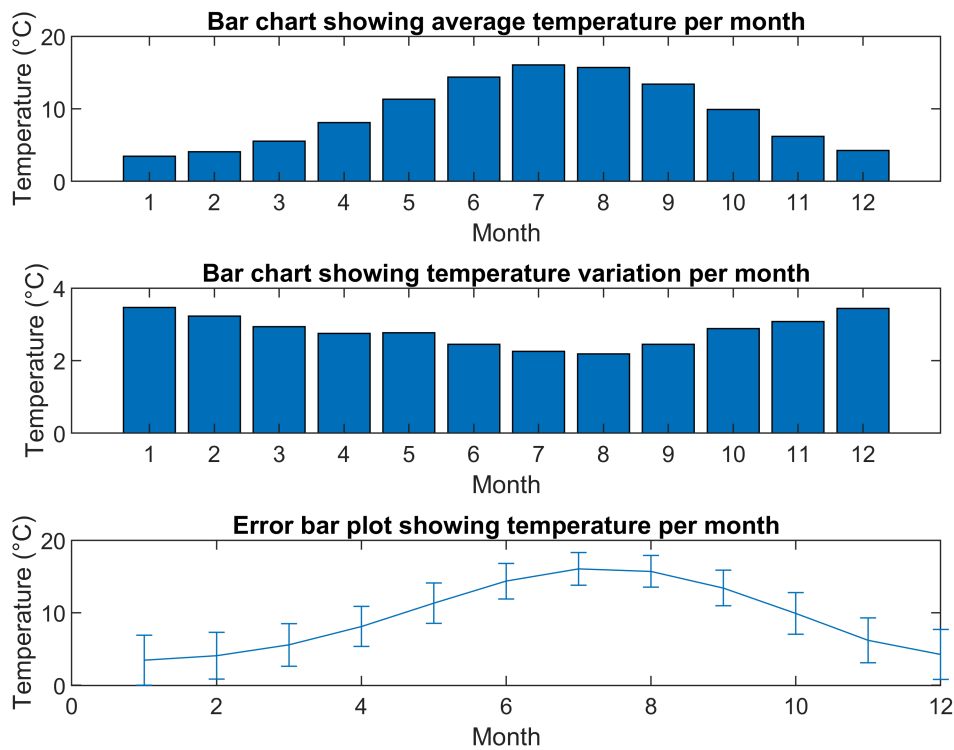 Bar chart showing average temperature per month
Temperature (°C)
20
10
0
1 2 3 4 5 6 7 8 9 10 11 12
Month
Bar chart showing temperature variation per month
Temperature (°C)
4
2
0
1 2 3 4 5 6 7 8 9 10 11 12
Month
Error bar plot showing temperature per month
Temperature (°C)
20
10
0
0 2 4 6 8 10 12
Month